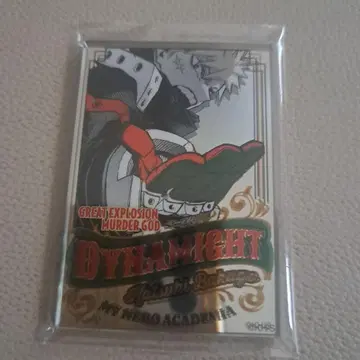 GREAT EXPLOSION
MURDER GOD
DYNAMIGHT
Katsuki Bakugo
MY HERO ACADEMIA